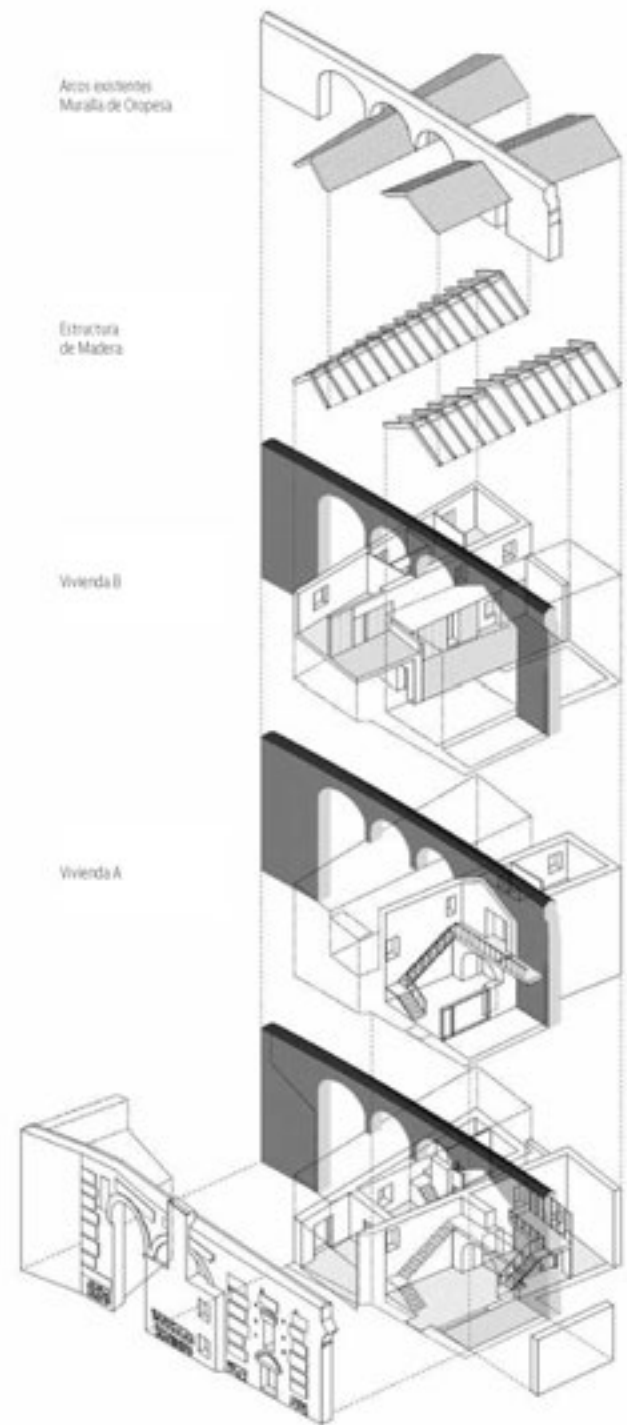 Arcos existentes
Muralla de Oropesa
Estructura
de Madera
Vivienda B
Vivienda A